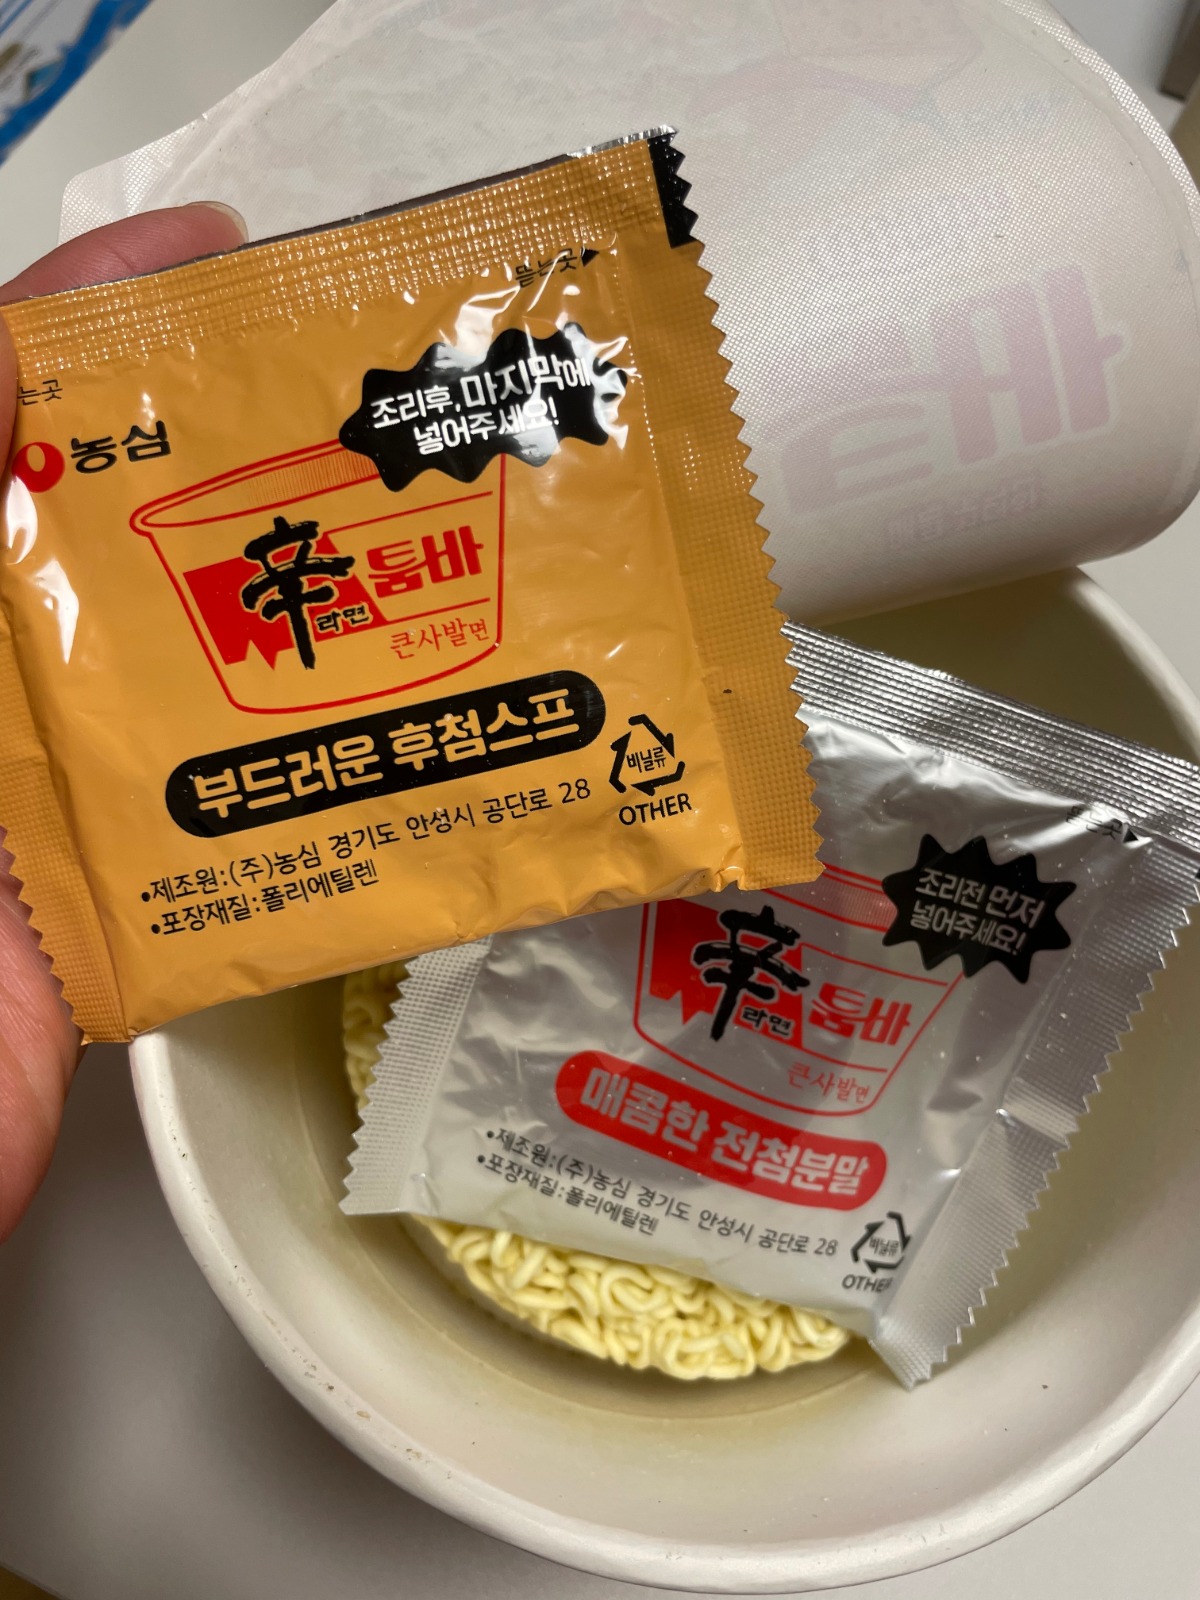 뜯는곳
는곳
농심
조리후, 마지막에
넣어주세요!
辛라면 툼바
큰사발면
부드러운 후첨스프
비닐류
OTHER
•제조원:(주)농심 경기도 안성시 공단로 28
•포장재질:폴리에틸렌
뜯는곳
조리전 먼저
넣어주세요!
辛라면 툼바
큰사발면
매콤한 전첨분말
•제조원:(주)농심 경기도 안성시 공단로 28
•포장재질:폴리에틸렌
비닐류
OTHER